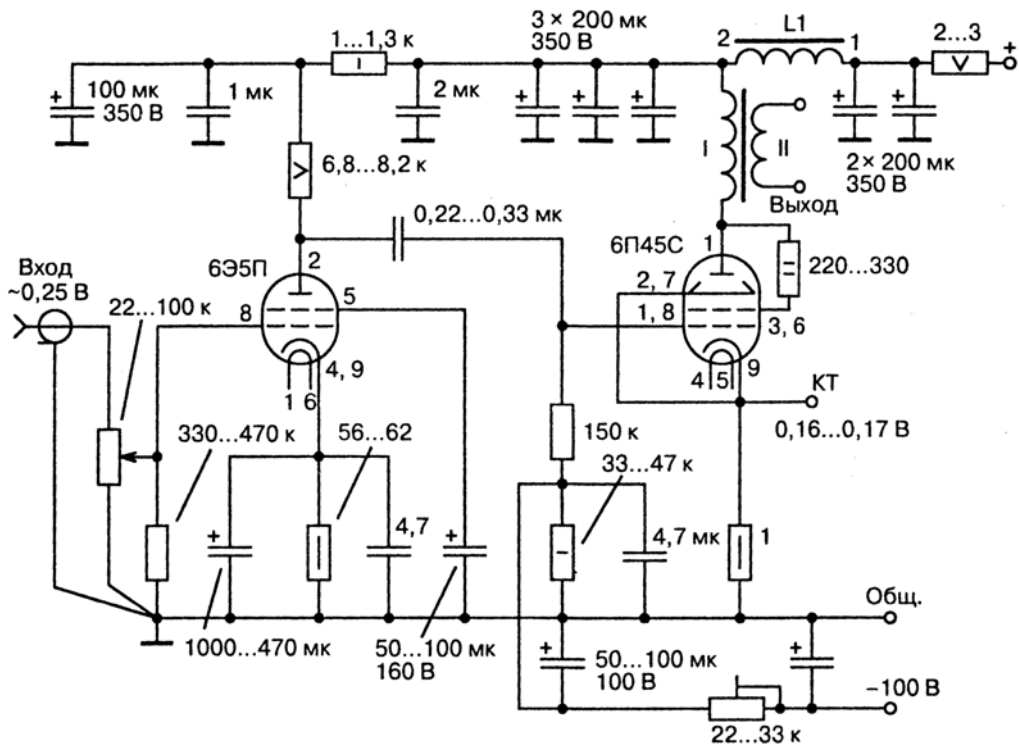 1...1,3 к
3 × 200 мк
350 В
2
L1
1
2...3
+
+
100 мк
350 В
1 мк
2 мк
+
+
+
+
+
2 × 200 мк
350 В
6,8...8,2 к
I
II
Выход
0,22...0,33 мк
6П45С
1
220...330
6Э5П
2
5
8
4, 9
1
6
2, 7
1, 8
3, 6
9
4
5
КТ
0,16...0,17 В
Вход
~0,25 В
22...100 к
330...470 к
56...62
150 к
33...47 к
+
4,7
+
4,7 мк
1
Общ.
1000...470 мк
50...100 мк
160 В
+
50...100 мк
100 В
+
–100 В
22...33 к